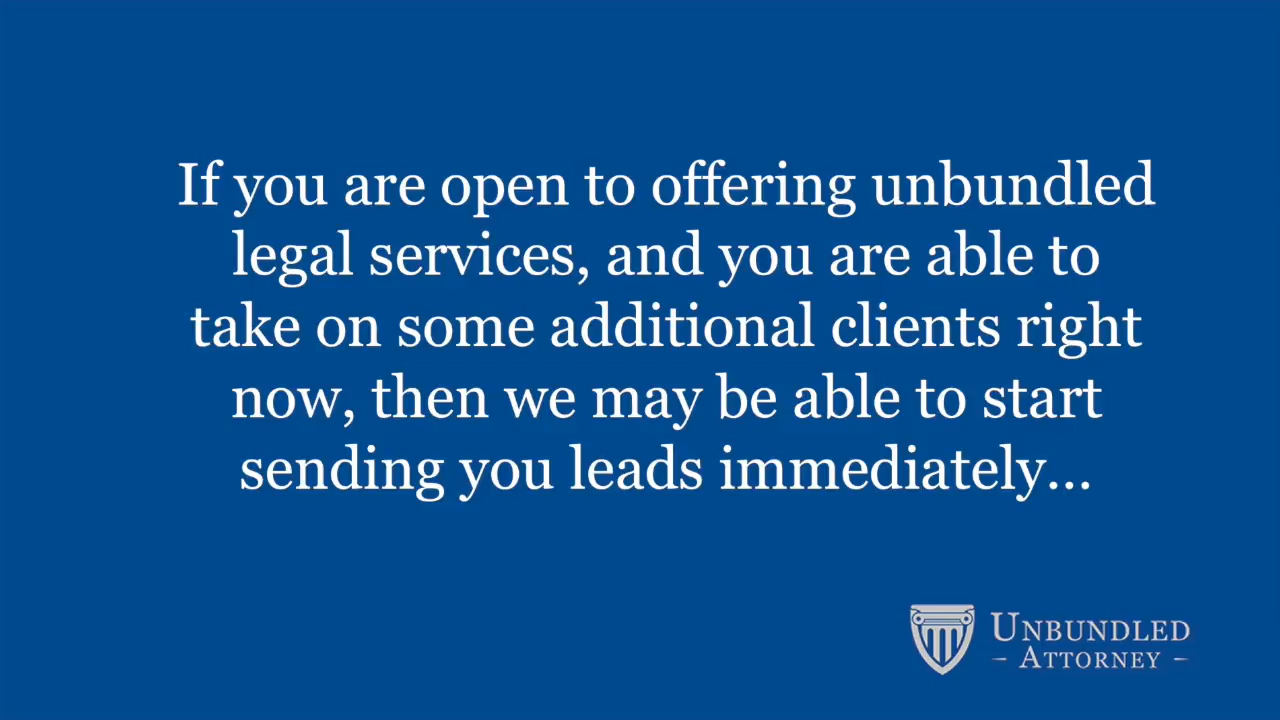 If you are open to offering unbundled
legal services, and you are able to
take on some additional clients right
now, then we may be able to start
sending you leads immediately...
UNBUNDLED
- ATTORNEY -